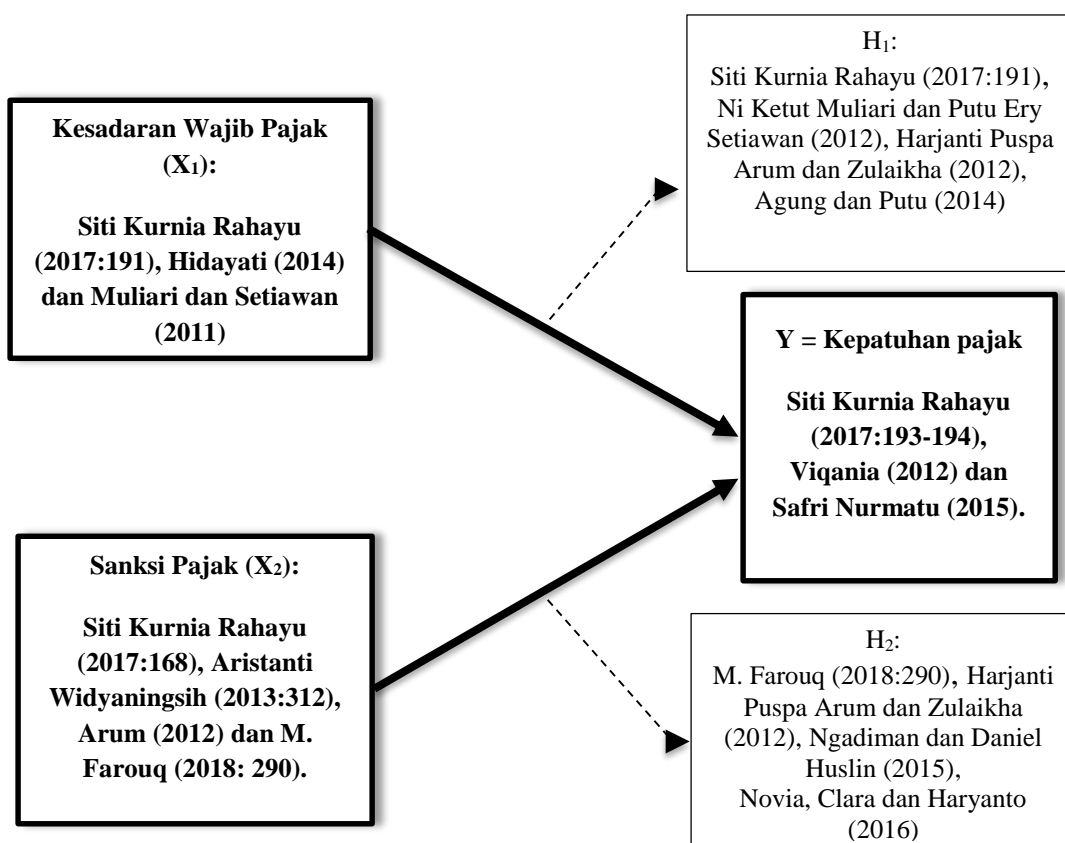 Kesadaran Wajib Pajak
(X₁):
Siti Kurnia Rahayu
(2017:191), Hidayati (2014)
dan Muliari dan Setiawan
(2011)
H₁:
Siti Kurnia Rahayu (2017:191),
Ni Ketut Muliari dan Putu Ery
Setiawan (2012), Harjanti Puspa
Arum dan Zulaikha (2012),
Agung dan Putu (2014)
Y = Kepatuhan pajak
Siti Kurnia Rahayu
(2017:193-194),
Viqania (2012) dan
Safri Nurmatu (2015).
Sanksi Pajak (X₂):
Siti Kurnia Rahayu
(2017:168), Aristanti
Widyaningsih (2013:312),
Arum (2012) dan M.
Farouq (2018: 290).
H₂:
M. Farouq (2018:290), Harjanti
Puspa Arum dan Zulaikha
(2012), Ngadiman dan Daniel
Huslin (2015),
Novia, Clara dan Haryanto
(2016)